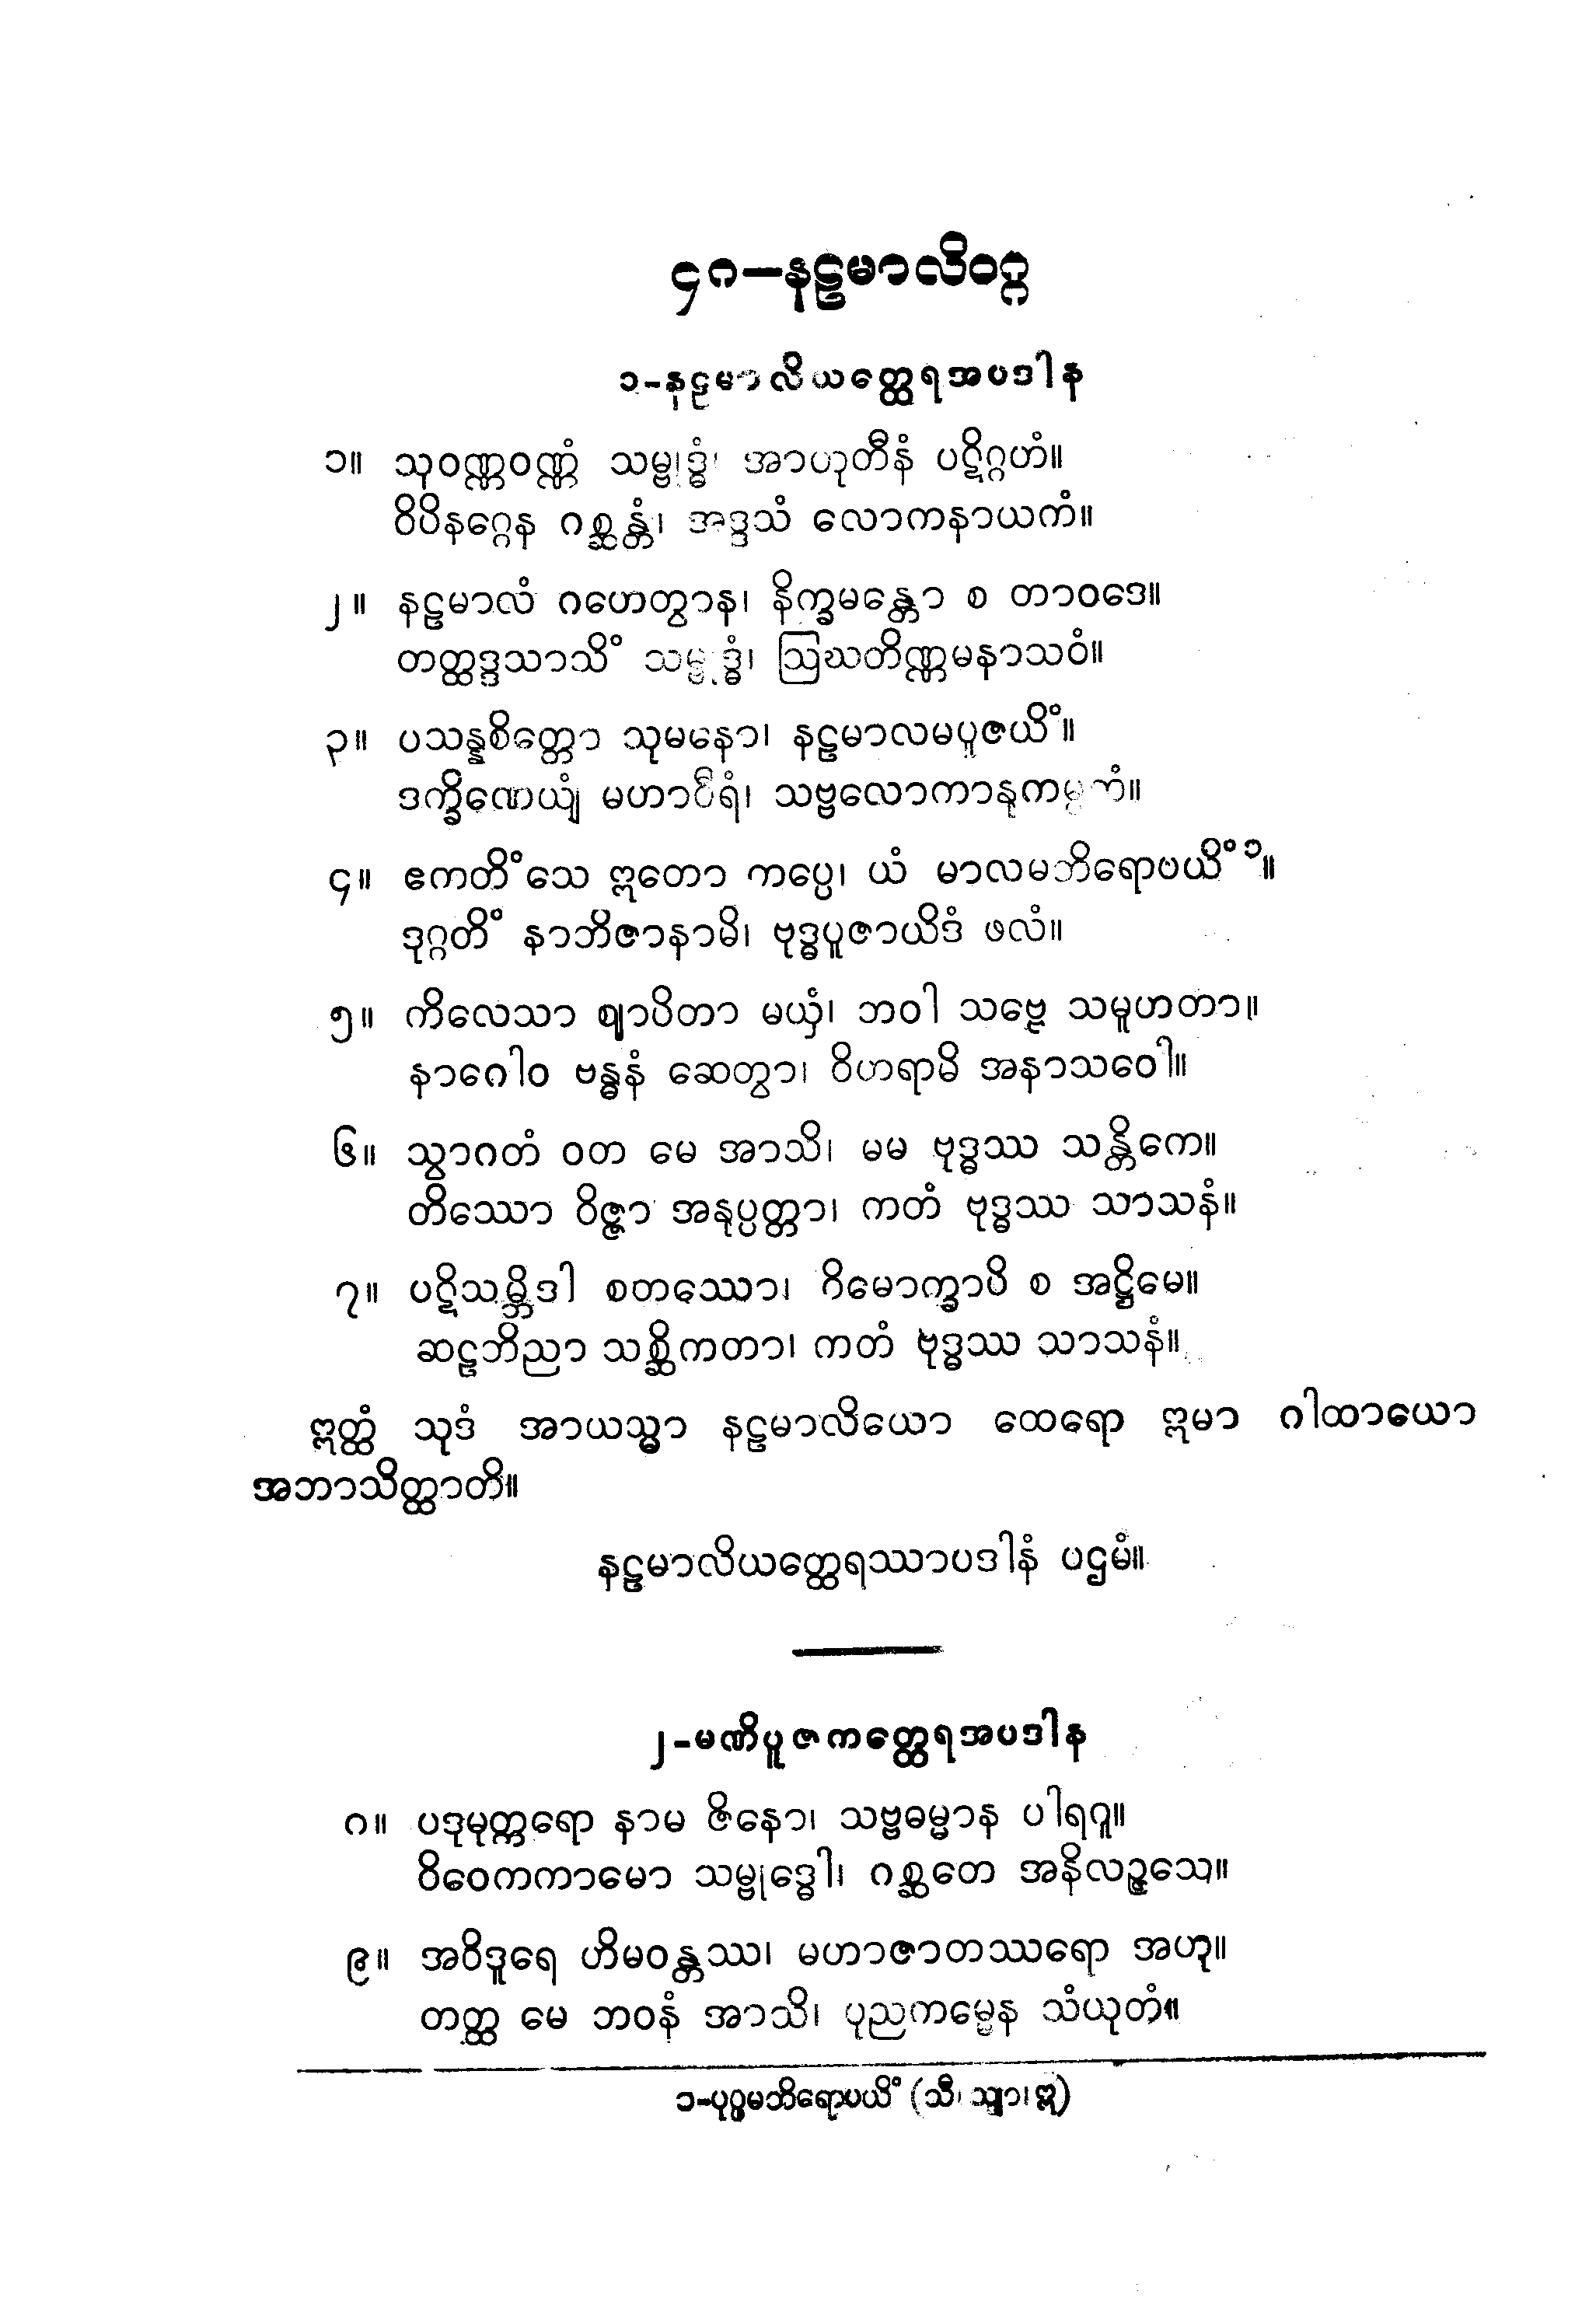 ၄၈—နဠမာလိဝဂ္ဂ
၁-နဠမာလိယတ္ထေရအပဒါန
၁။ သုဝဏ္ဏဝဏ္ဏံ သမ္ဗုဒ္ဓံ၊ အာဟုတီနံ ပဋိဂ္ဂဟံ။
ဝိပိနဂ္ဂေန ဂစ္ဆန္တံ၊ အဒ္ဒသံ လောကနာယကံ။
၂။ နဠမာလံ ဂဟေတွာန၊ နိက္ခမန္တော စ တာဝဒေ။
တတ္ထဒ္ဒသာသိံ သမ္ဗုဒ္ဓံ၊ ဩဃတိဏ္ဏမနာသဝံ။
၃။ ပသန္နစိတ္တော သုမနော၊ နဠမာလမပူဇယိံ။
ဒက္ခိဏေယျံ မဟာဝီရံ၊ သဗ္ဗလောကာနုကမ္ပကံ။
၄။ ဧကတိံသေ ဣတော ကပ္ပေ၊ ယံ မာလမဘိရောပယိံ ၁။
ဒုဂ္ဂတိံ နာဘိဇာနာမိ၊ ဗုဒ္ဓပူဇာယိဒံ ဖလံ။
၅။ ကိလေသာ ဈာပိတာ မယှံ၊ ဘဝါ သဗ္ဗေ သမူဟတာ။
နာဂေါဝ ဗန္ဓနံ ဆေတွာ၊ ဝိဟရာမိ အနာသဝေါ။
၆။ သွာဂတံ ဝတ မေ အာသိ၊ မမ ဗုဒ္ဓဿ သန္တိကေ။
တိဿော ဝိဇ္ဇာ အနုပ္ပတ္တာ၊ ကတံ ဗုဒ္ဓဿ သာသနံ။
၇။ ပဋိသမ္ဘိဒါ စတဿော၊ ဝိမောက္ခာပိ စ အဋ္ဌိမေ။
ဆဠဘိညာ သစ္ဆိကတာ၊ ကတံ ဗုဒ္ဓဿ သာသနံ။
ဣတ္ထံ သုဒံ အာယသ္မာ နဠမာလိယော ထေရော ဣမာ ဂါထာယော
အဘာသိတ္ထာတိ။
နဠမာလိယတ္ထေရဿာပဒါနံ ပဌမံ။
၂-မဏိပူဇကတ္ထေရအပဒါန
၈။ ပဒုမုတ္တရော နာမ ဇိနော၊ သဗ္ဗဓမ္မာန ပါရဂူ။
ဝိဝေကကာမော သမ္ဗုဒ္ဓေါ၊ ဂစ္ဆတေ အနိလဉ္ဇသေ။
၉။ အဝိဒူရေ ဟိမဝန္တဿ၊ မဟာဇာတဿရော အဟု။
တတ္ထ မေ ဘဝနံ အာသိ၊ ပုညကမ္မေန သံယုတံ။
၁-ပုပ္ဖမဘိရောပယိံ (သီ၊ သျာ၊ ဣ)